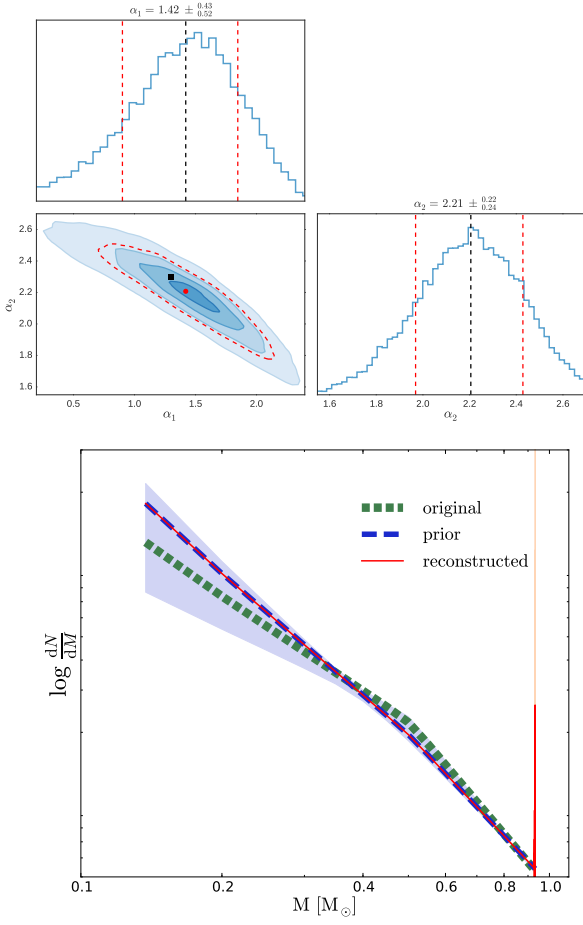 α₁ = 1.42 ± 0.43 0.52
α₂ = 2.21 ± 0.22 0.24
2.6
2.4
2.2
2.0
1.8
1.6
α₂
0.5 1.0 1.5 2.0
α₁
1.6 1.8 2.0 2.2 2.4 2.6
α₂
original
prior
reconstructed
log dN/dM
0.1 0.2 0.4 0.6 0.8 1.0
M [M⊙]